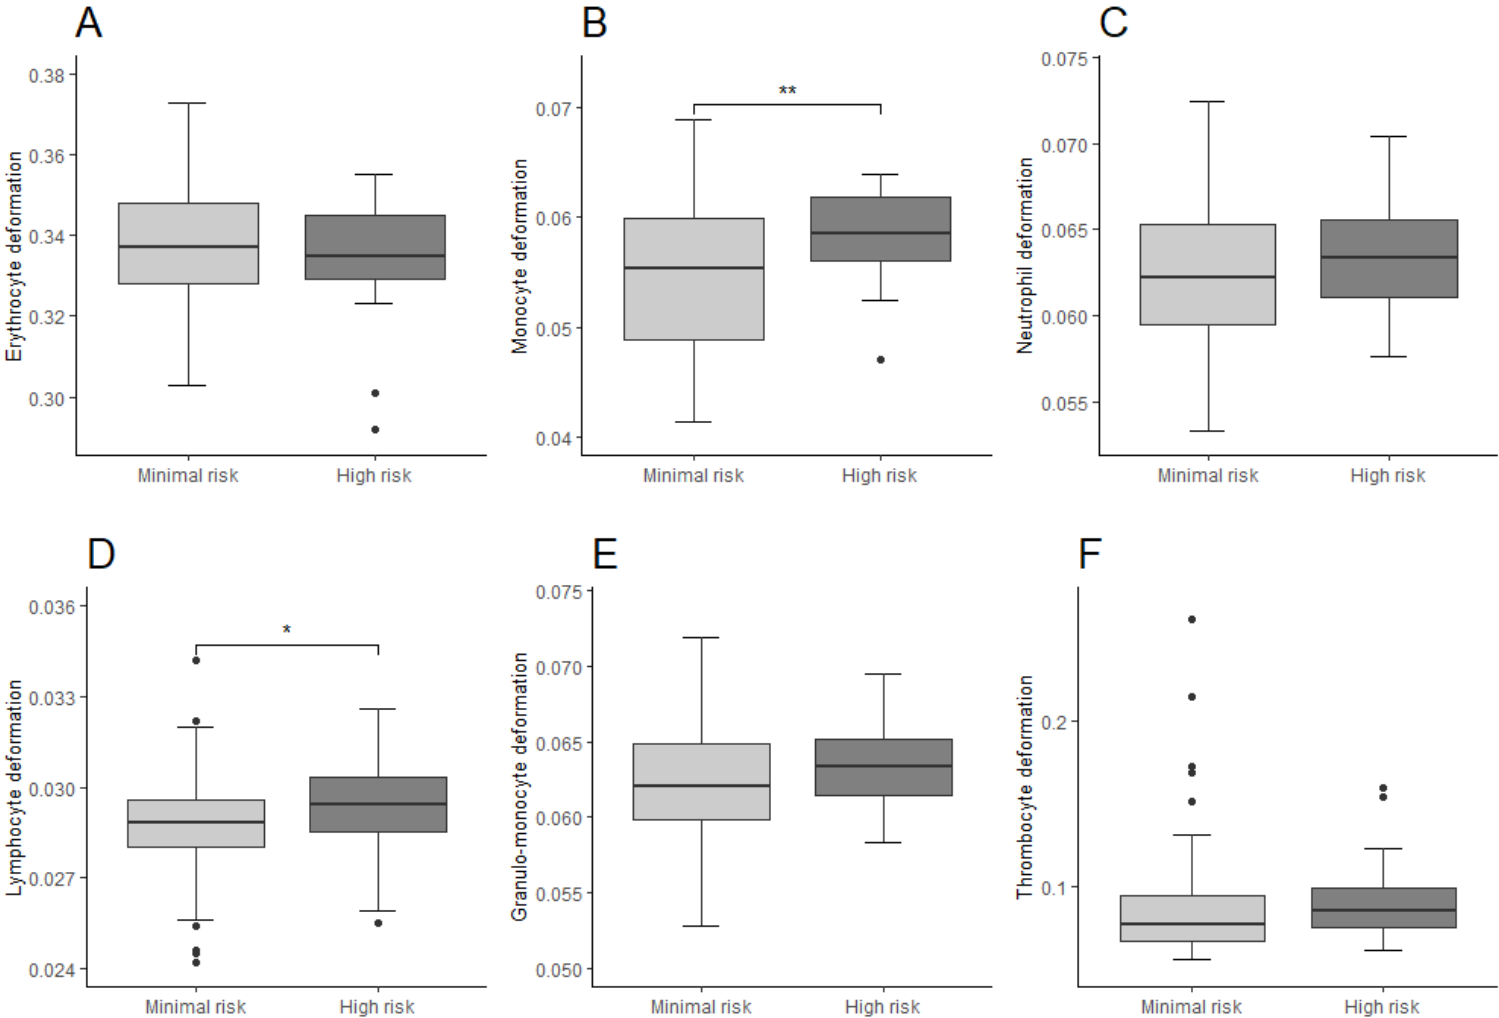 A
B
C
Erythrocyte deformation
0.38
0.36
0.34
0.32
0.30
Minimal risk
High risk
Monocyte deformation
0.07
0.06
0.05
0.04
**
Minimal risk
High risk
Neutrophil deformation
0.075
0.070
0.065
0.060
0.055
Minimal risk
High risk
D
E
F
Lymphocyte deformation
0.036
0.033
0.030
0.027
0.024
*
Minimal risk
High risk
Granulo-monocyte deformation
0.075
0.070
0.065
0.060
0.055
0.050
Minimal risk
High risk
Thrombocyte deformation
0.2
0.1
Minimal risk
High risk